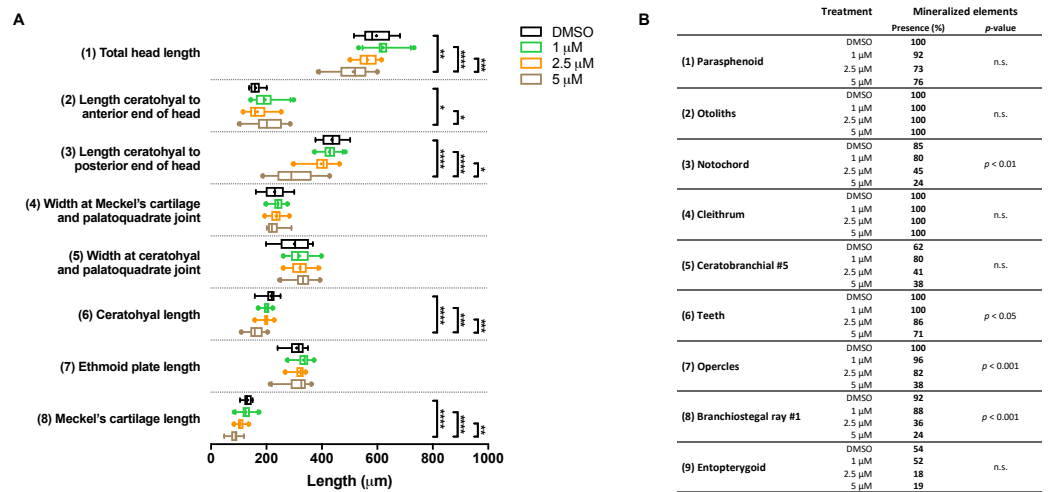 A
DMSO
1 μM
2.5 μM
5 μM
(1) Total head length
**
****
***
(2) Length ceratohyal to
anterior end of head
*
*
(3) Length ceratohyal to
posterior end of head
****
****
*
(4) Width at Meckel's cartilage
and palatoquadrate joint
(5) Width at ceratohyal
and palatoquadrate joint
(6) Ceratohyal length
****
***
***
(7) Ethmoid plate length
(8) Meckel's cartilage length
****
****
**
0 200 400 600 800 1000
Length (μm)
B
Treatment Mineralized elements
Presence (%) p-value
DMSO 100
1 μM 92
(1) Parasphenoid n.s.
2.5 μM 73
5 μM 76
DMSO 100
1 μM 100
(2) Otoliths n.s.
2.5 μM 100
5 μM 100
DMSO 85
1 μM 80
(3) Notochord p < 0.01
2.5 μM 45
5 μM 24
DMSO 100
1 μM 100
(4) Cleithrum n.s.
2.5 μM 100
5 μM 100
DMSO 62
1 μM 80
(5) Ceratobranchial #5 n.s.
2.5 μM 41
5 μM 38
DMSO 100
1 μM 100
(6) Teeth p < 0.05
2.5 μM 86
5 μM 71
DMSO 100
1 μM 96
(7) Opercles p < 0.001
2.5 μM 82
5 μM 38
DMSO 92
1 μM 88
(8) Branchiostegal ray #1 p < 0.001
2.5 μM 36
5 μM 24
DMSO 54
1 μM 52
(9) Entopterygoid n.s.
2.5 μM 18
5 μM 19